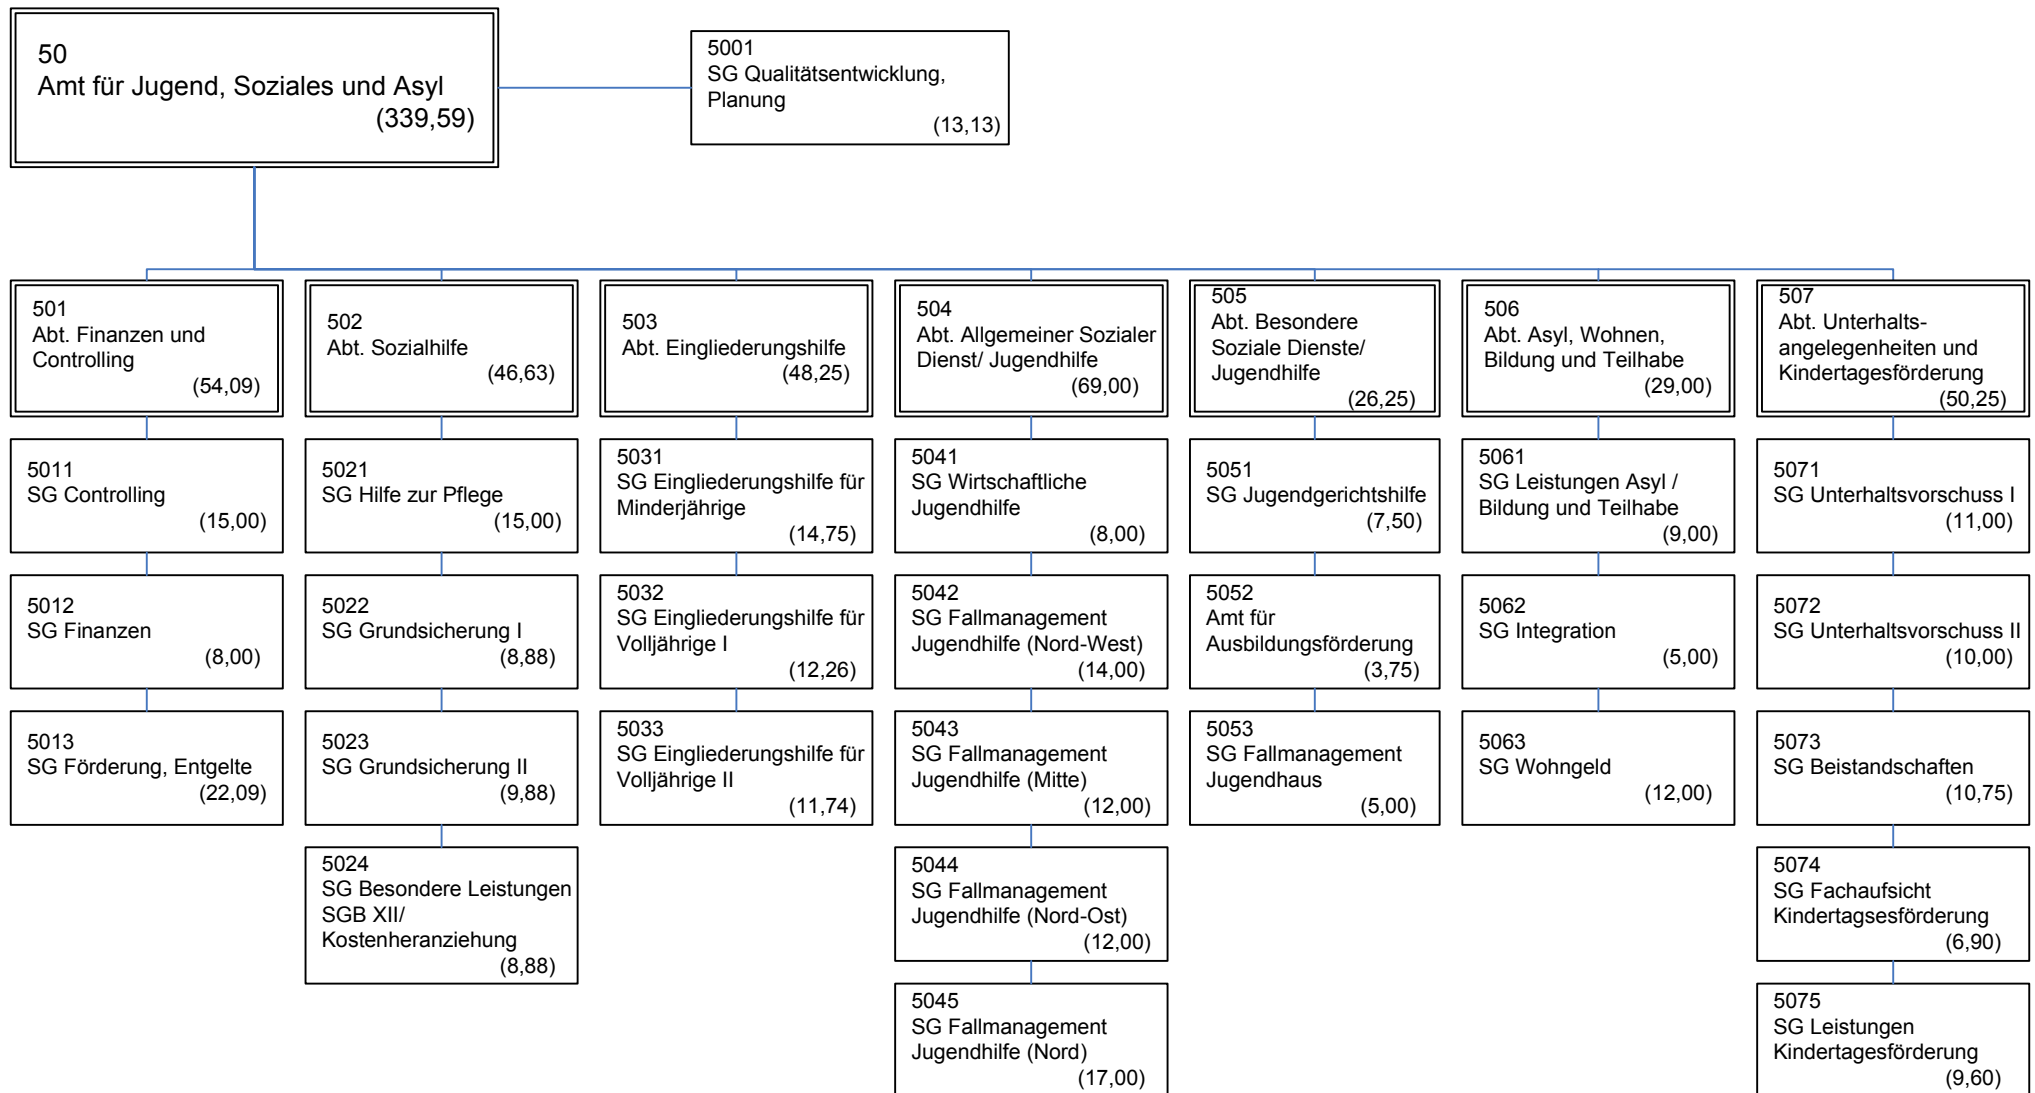 50
Amt für Jugend, Soziales und Asyl
(339,59)
5001
SG Qualitätsentwicklung,
Planung
(13,13)
501
Abt. Finanzen und
Controlling
(54,09)
502
Abt. Sozialhilfe
(46,63)
503
Abt. Eingliederungshilfe
(48,25)
504
Abt. Allgemeiner Sozialer
Dienst/ Jugendhilfe
(69,00)
505
Abt. Besondere
Soziale Dienste/
Jugendhilfe
(26,25)
506
Abt. Asyl, Wohnen,
Bildung und Teilhabe
(29,00)
507
Abt. Unterhalts-
angelegenheiten und
Kindertagesförderung
(50,25)
5011
SG Controlling
(15,00)
5021
SG Hilfe zur Pflege
(15,00)
5031
SG Eingliederungshilfe für
Minderjährige
(14,75)
5041
SG Wirtschaftliche
Jugendhilfe
(8,00)
5051
SG Jugendgerichtshilfe
(7,50)
5061
SG Leistungen Asyl /
Bildung und Teilhabe
(9,00)
5071
SG Unterhaltsvorschuss I
(11,00)
5012
SG Finanzen
(8,00)
5022
SG Grundsicherung I
(8,88)
5032
SG Eingliederungshilfe für
Volljährige I
(12,26)
5042
SG Fallmanagement
Jugendhilfe (Nord-West)
(14,00)
5052
Amt für
Ausbildungsförderung
(3,75)
5062
SG Integration
(5,00)
5072
SG Unterhaltsvorschuss II
(10,00)
5013
SG Förderung, Entgelte
(22,09)
5023
SG Grundsicherung II
(9,88)
5033
SG Eingliederungshilfe für
Volljährige II
(11,74)
5043
SG Fallmanagement
Jugendhilfe (Mitte)
(12,00)
5053
SG Fallmanagement
Jugendhaus
(5,00)
5063
SG Wohngeld
(12,00)
5073
SG Beistandschaften
(10,75)
5024
SG Besondere Leistungen
SGB XII/
Kostenheranziehung
(8,88)
5044
SG Fallmanagement
Jugendhilfe (Nord-Ost)
(12,00)
5074
SG Fachaufsicht
Kindertagsesförderung
(6,90)
5045
SG Fallmanagement
Jugendhilfe (Nord)
(17,00)
5075
SG Leistungen
Kindertagesförderung
(9,60)